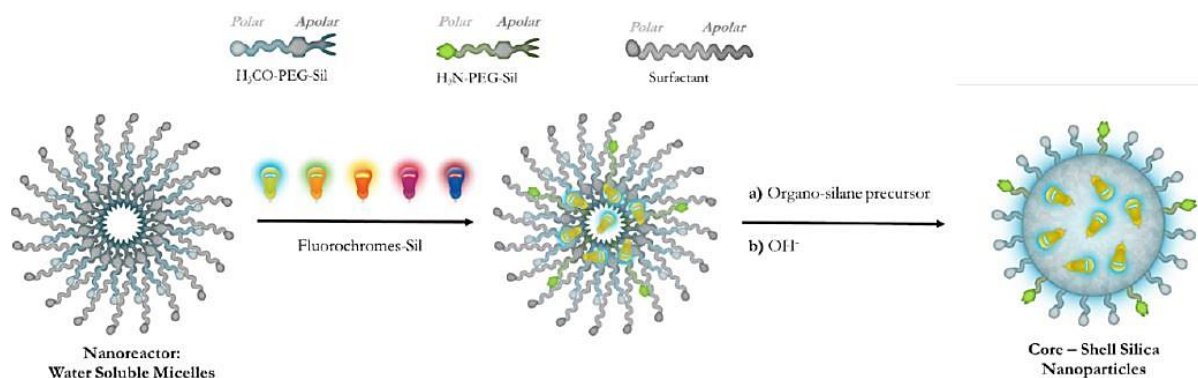 Polar Apolar
H₃CO-PEG-Sil
Polar Apolar
H₂N-PEG-Sil
Polar Apolar
Surfactant
Fluorochromes-Sil
a) Organo-silane precursor
b) OH⁻
Nanoreactor:
Water Soluble Micelles
Core – Shell Silica
Nanoparticles